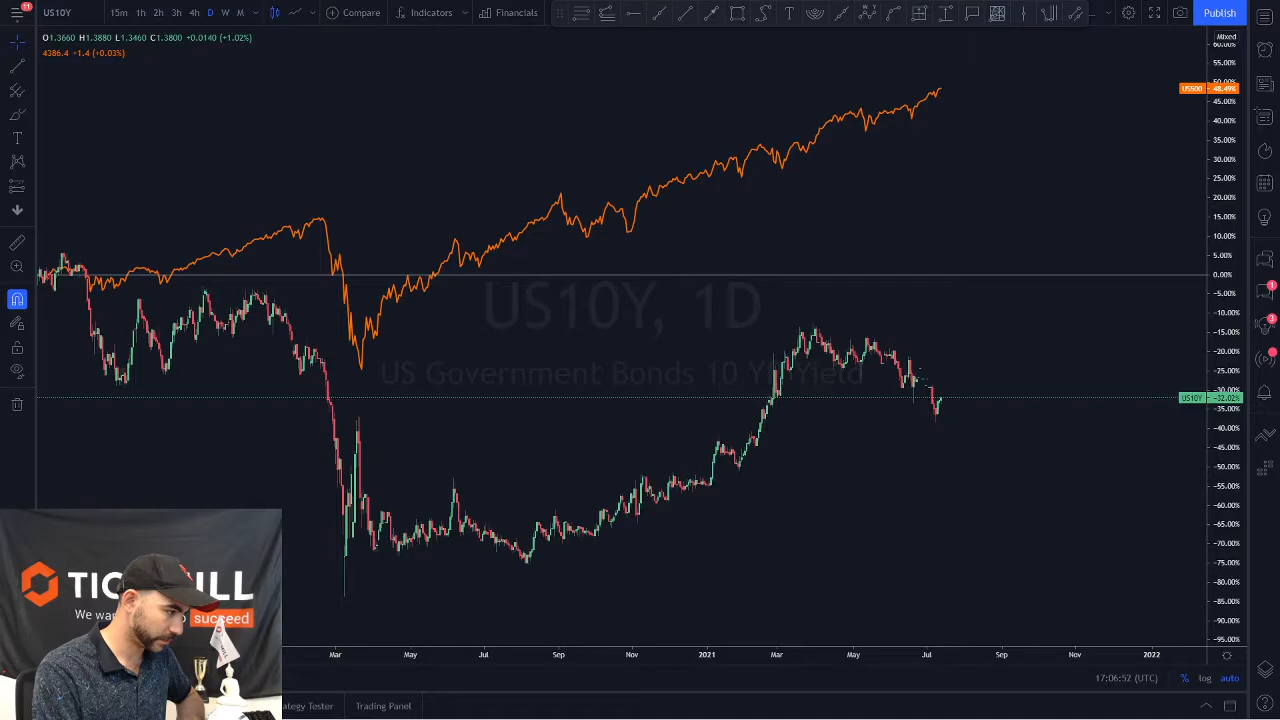 11
US10Y
15m 1h 2h 3h 4h D W M
Compare
Indicators
Financials
Publish
O1.3660 H1.3880 L1.3460 C1.3800 +0.0140 (+1.02%)
4386.4 +1.4 (+0.03%)
Mixed
60.00%
55.00%
50.00%
US500 48.49%
45.00%
40.00%
35.00%
30.00%
25.00%
20.00%
15.00%
10.00%
5.00%
0.00%
−5.00%
−10.00%
−15.00%
−20.00%
−25.00%
−30.00%
US10Y −32.02%
−35.00%
−40.00%
−45.00%
−50.00%
−55.00%
−60.00%
−65.00%
−70.00%
−75.00%
−80.00%
−85.00%
−90.00%
−95.00%
US10Y, 1D
US Government Bonds 10 YR Yield
1
3
We
succeed
Mar May Jul Sep Nov 2021 Mar May Jul Sep Nov 2022
17:06:52 (UTC) % log auto
Trading Panel
Tester